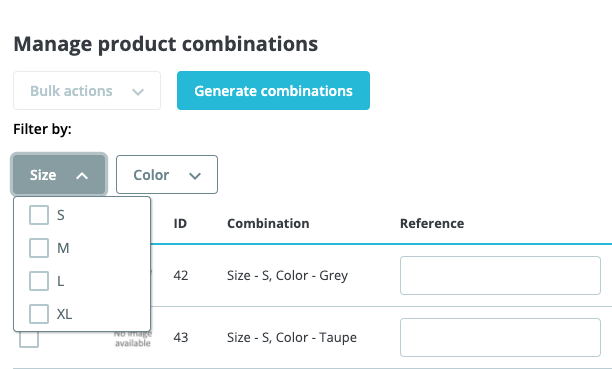 Manage product combinations
Bulk actions
Generate combinations
Filter by:
Size
Color
S
M
L
XL
ID
Combination
Reference
42
Size - S, Color - Grey
No image
available
43
Size - S, Color - Taupe